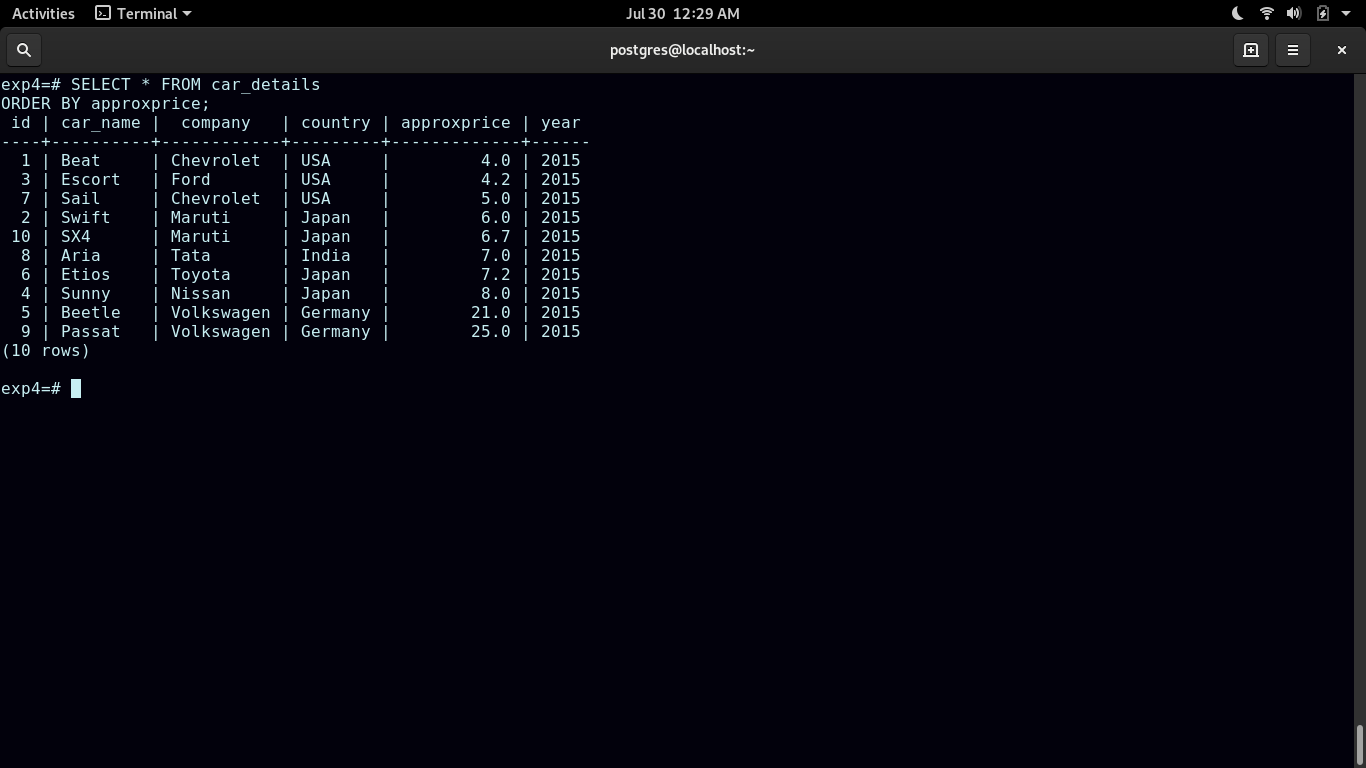 Activities Terminal Jul 30 12:29 AM
postgres@localhost:~
exp4=# SELECT * FROM car_details
ORDER BY approxprice;
 id | car_name |  company   | country | approxprice | year
----+----------+------------+---------+-------------+------
  1 | Beat     | Chevrolet  | USA     |         4.0 | 2015
  3 | Escort   | Ford       | USA     |         4.2 | 2015
  7 | Sail     | Chevrolet  | USA     |         5.0 | 2015
  2 | Swift    | Maruti     | Japan   |         6.0 | 2015
 10 | SX4      | Maruti     | Japan   |         6.7 | 2015
  8 | Aria     | Tata       | India   |         7.0 | 2015
  6 | Etios    | Toyota     | Japan   |         7.2 | 2015
  4 | Sunny    | Nissan     | Japan   |         8.0 | 2015
  5 | Beetle   | Volkswagen | Germany |        21.0 | 2015
  9 | Passat   | Volkswagen | Germany |        25.0 | 2015
(10 rows)
exp4=#